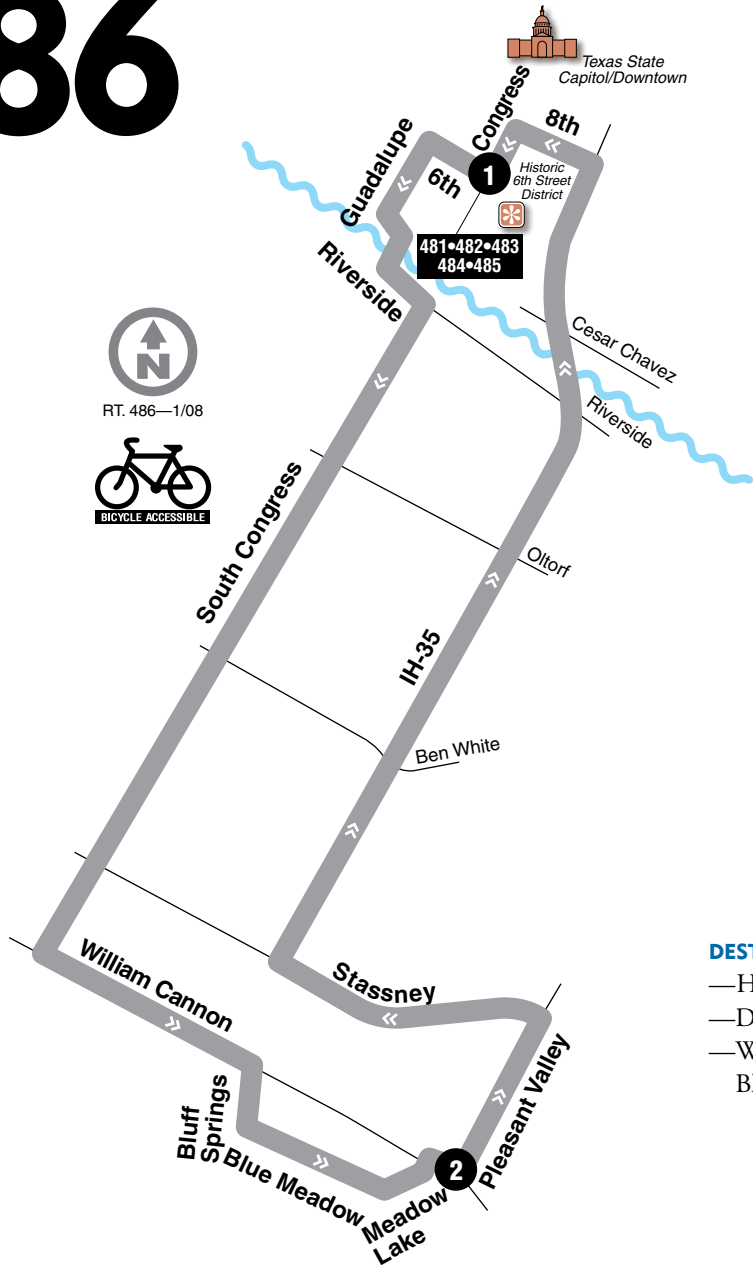 86
Texas State
Capitol/Downtown
Congress
8th
Guadalupe
6th
1
Historic
6th Street
District
481•482•483
484•485
Riverside
Cesar Chavez
Riverside
N
RT. 486—1/08
BICYCLE ACCESSIBLE
South Congress
Oltorf
IH-35
Ben White
William Cannon
Stassney
DEST
—H
—D
—W
Bl
Bluff
Springs
Blue Meadow
Meadow
Lake
2
Pleasant Valley